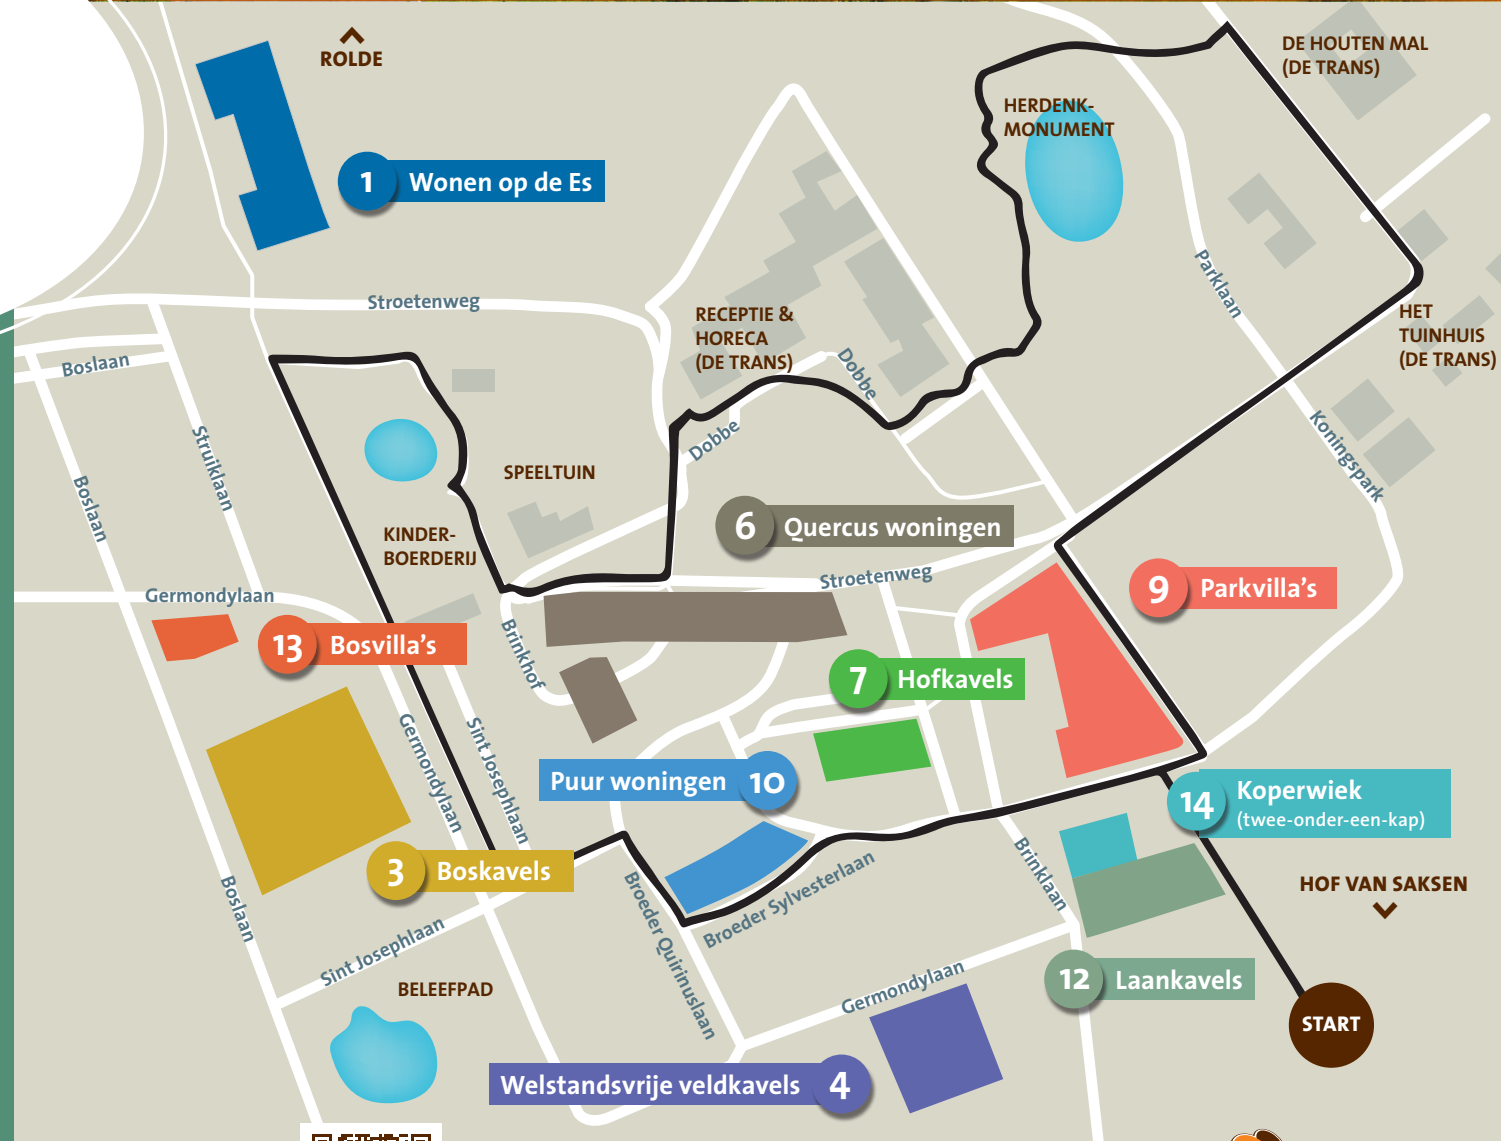 ROLDE
DE HOUTEN MAL
(DE TRANS)
HERDENK-
MONUMENT
1 Wonen op de Es
Parklaan
Stroetenweg
RECEPTIE &
HORECA
(DE TRANS)
HET
TUINHUIS
(DE TRANS)
Boslaan
Dobbe
Dobbe
Struiklaan
Koningspark
Boslaan
SPEELTUIN
KINDER-
BOERDERIJ
6 Quercus woningen
Stroetenweg
9 Parkvilla's
Germondylaan
13 Bosvilla's
Brinkhof
7 Hofkavels
Germondylaan
Sint Josephlaan
Puur woningen 10
14 Koperwiek
(twee-onder-een-kap)
3 Boskavels
Brinklaan
HOF VAN SAKSEN
Boslaan
Broeder Quirinuslaan
Broeder Sylvesterlaan
Sint Josephlaan
BELEEFPAD
Germondylaan
12 Laankavels
START
Welstandsvrije veldkavels 4